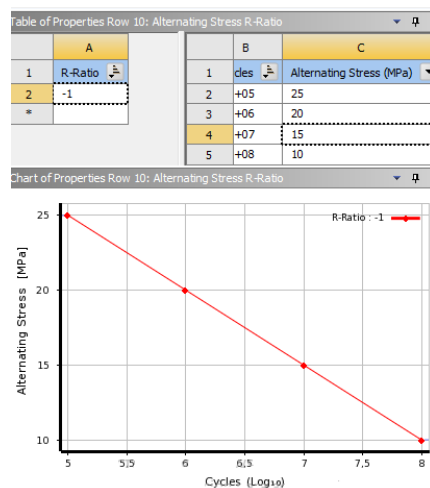 Table of Properties Row 10: Alternating Stress R-Ratio
A
1 R-Ratio
2 -1
*
B C
1 cles Alternating Stress (MPa)
2 +05 25
3 +06 20
4 +07 15
5 +08 10
Chart of Properties Row 10: Alternating Stress R-Ratio
R-Ratio : -1
25
20
15
10
Alternating Stress [MPa]
5 5,5 6 6,5 7 7,5 8
Cycles (Log₁₀)